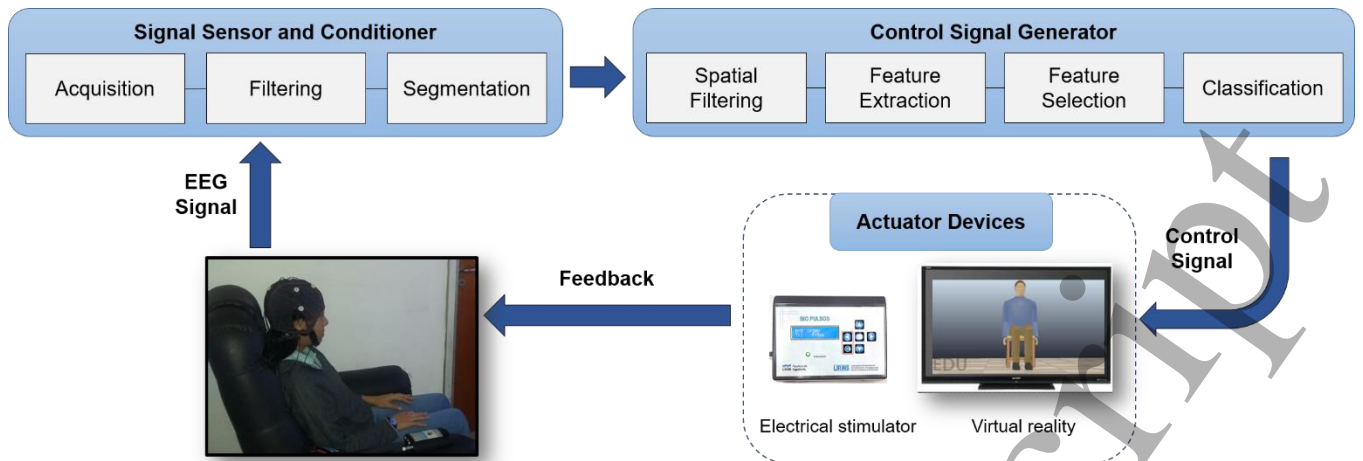 Signal Sensor and Conditioner
Acquisition
Filtering
Segmentation
Control Signal Generator
Spatial
Filtering
Feature
Extraction
Feature
Selection
Classification
EEG
Signal
Feedback
Actuator Devices
Control
Signal
BIO PULSOS
EDU
Electrical stimulator
Virtual reality
cript